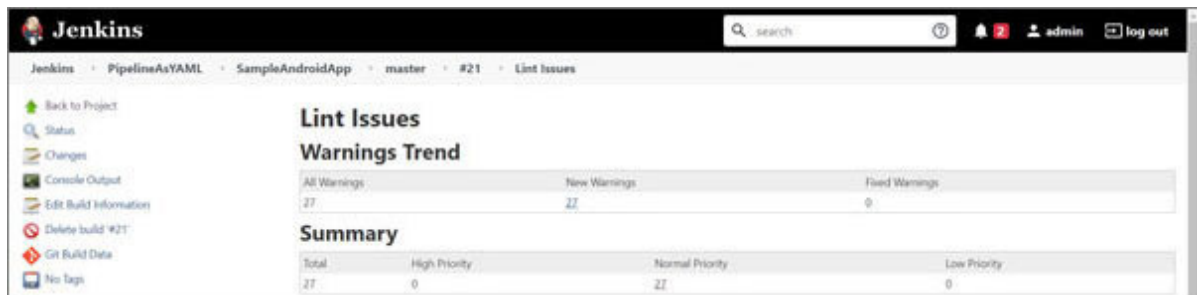 Jenkins search 2 admin log out
Jenkins PipelineAsYAML SampleAndroidApp master #21 Lint Issues
Back to Project
Status
Changes
Console Output
Edit Build Information
Delete build '#21'
Git Build Data
No Tags
Lint Issues
Warnings Trend
All Warnings New Warnings Fixed Warnings
27 27 0
Summary
Total High Priority Normal Priority Low Priority
27 0 27 0